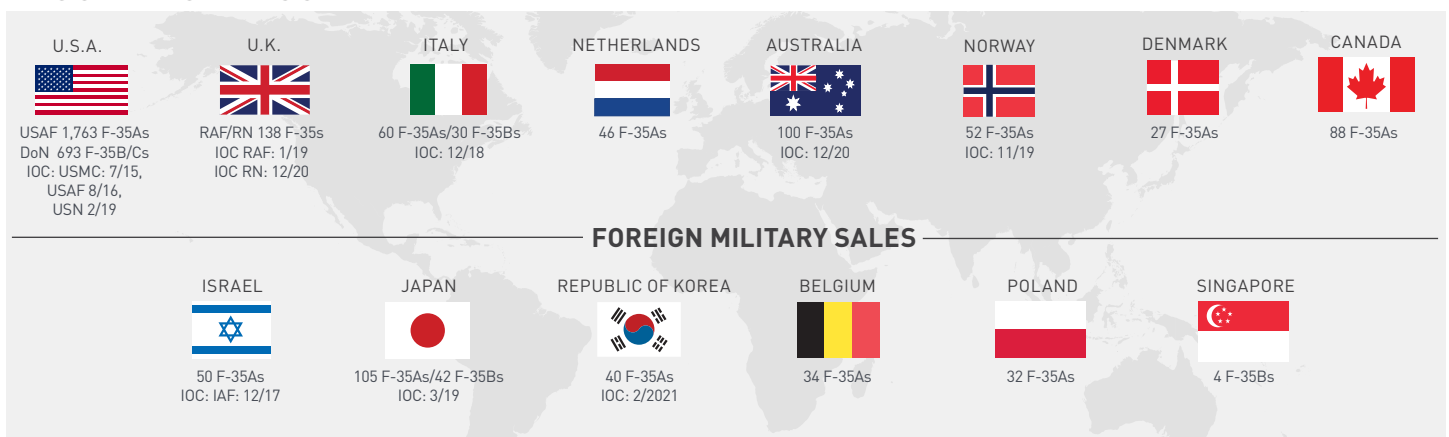 U.S.A.
USAF 1,763 F-35As
DoN 693 F-35B/Cs
IOC: USMC: 7/15,
USAF 8/16,
USN 2/19
U.K.
RAF/RN 138 F-35s
IOC RAF: 1/19
IOC RN: 12/20
ITALY
60 F-35As/30 F-35Bs
IOC: 12/18
NETHERLANDS
46 F-35As
AUSTRALIA
100 F-35As
IOC: 12/20
NORWAY
52 F-35As
IOC: 11/19
DENMARK
27 F-35As
CANADA
88 F-35As
FOREIGN MILITARY SALES
ISRAEL
50 F-35As
IOC: IAF: 12/17
JAPAN
105 F-35As/42 F-35Bs
IOC: 3/19
REPUBLIC OF KOREA
40 F-35As
IOC: 2/2021
BELGIUM
34 F-35As
POLAND
32 F-35As
SINGAPORE
4 F-35Bs